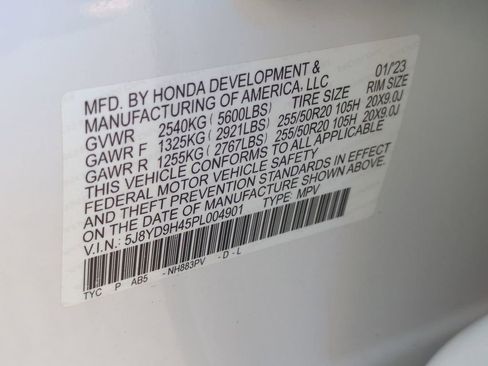 MFD. BY HONDA DEVELOPMENT & 01/'23
MANUFACTURING OF AMERICA, LLC
TIRE SIZE RIM SIZE
GVWR 2540KG ( 5600LBS)
GAWR F 1325KG ( 2921LBS) 255/50R20 105H 20X9.0J
GAWR R 1255KG ( 2767LBS) 255/50R20 105H 20X9.0J
THIS VEHICLE CONFORMS TO ALL APPLICABLE
FEDERAL MOTOR VEHICLE SAFETY
AND THEFT PREVENTION STANDARDS IN EFFECT
ON THE DATE OF MANUFACTURE SHOWN ABOVE.
V.I.N.: 5J8YD9H45PL004901 TYPE: MPV
TYC P AB5 -NH883PV -D-L